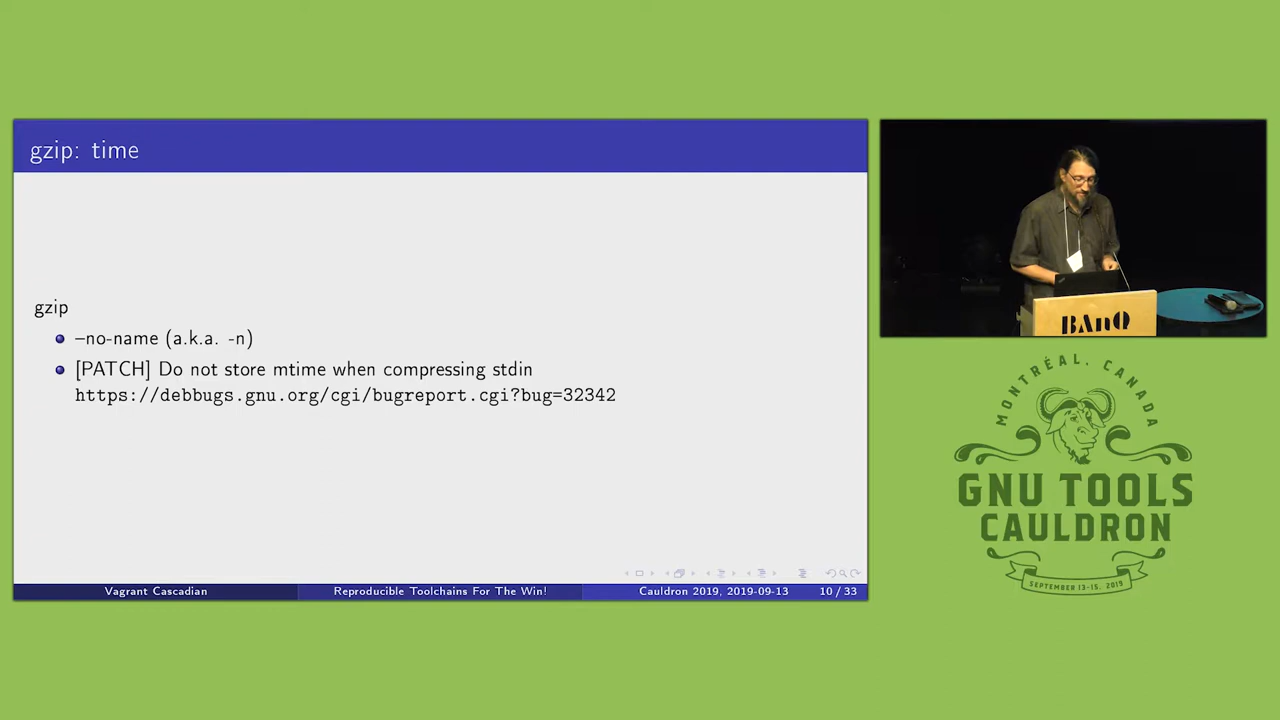 gzip: time
gzip
–no-name (a.k.a. -n)
[PATCH] Do not store mtime when compressing stdin
https://debbugs.gnu.org/cgi/bugreport.cgi?bug=32342
Vagrant Cascadian
Reproducible Toolchains For The Win!
Cauldron 2019, 2019-09-13
10 / 33
BAnQ
MONTRÉAL, CANADA
GNU TOOLS
CAULDRON
SEPTEMBER 13-15, 2019